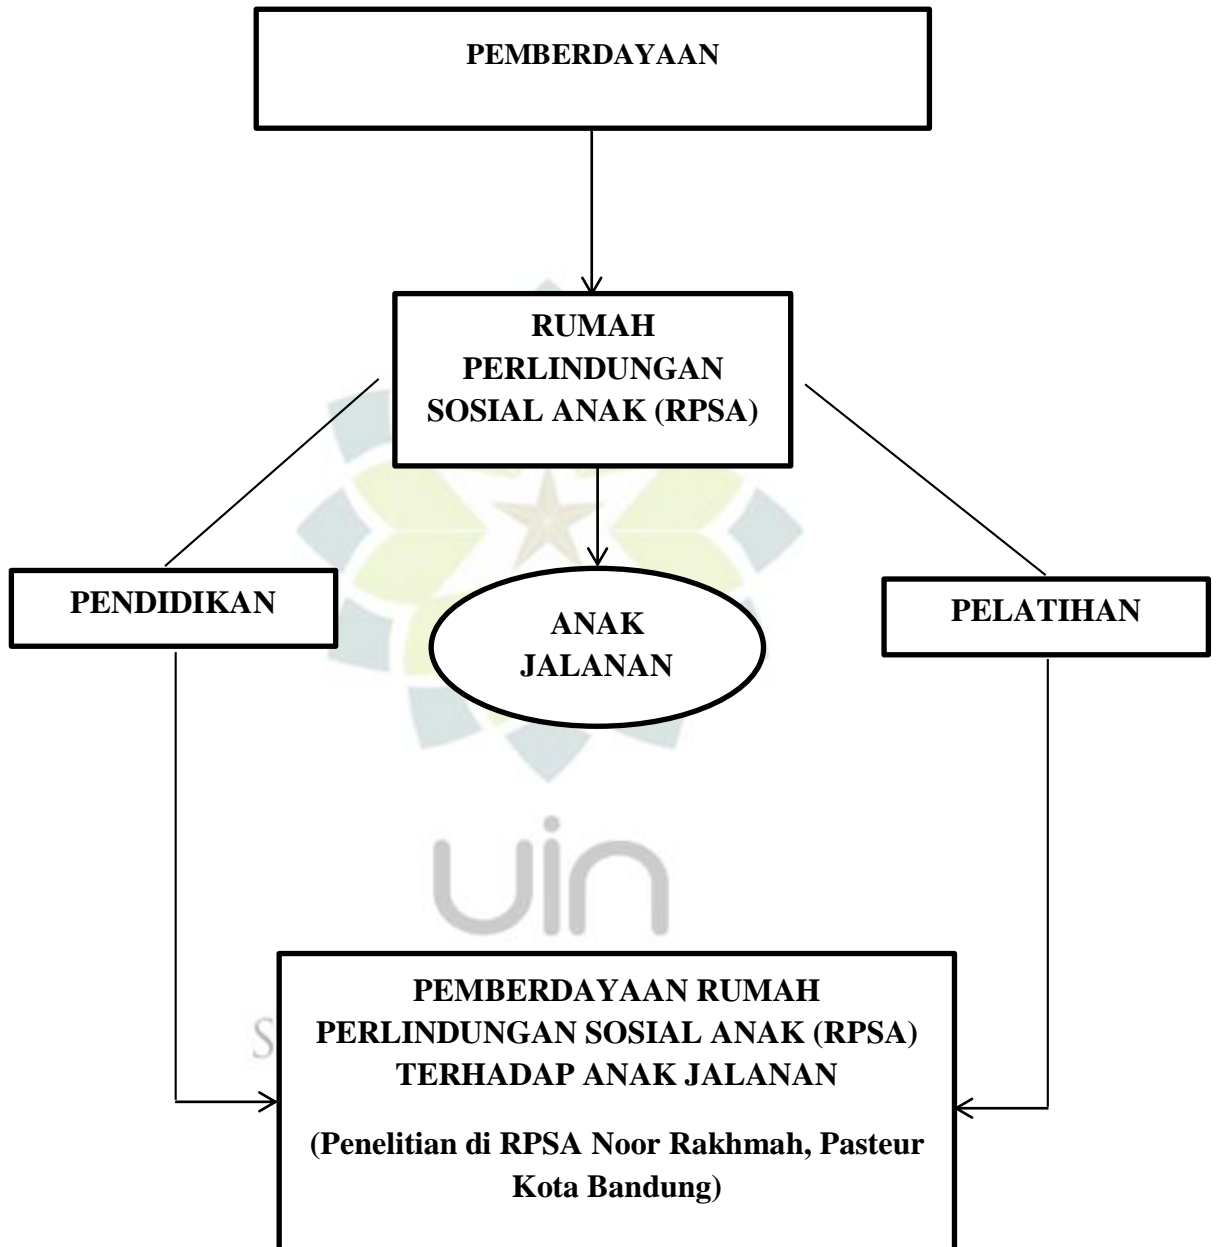 PEMBERDAYAAN
RUMAH
PERLINDUNGAN
SOSIAL ANAK (RPSA)
PENDIDIKAN
ANAK
JALANAN
PELATIHAN
uin
S
PEMBERDAYAAN RUMAH
PERLINDUNGAN SOSIAL ANAK (RPSA)
TERHADAP ANAK JALANAN
(Penelitian di RPSA Noor Rakhmah, Pasteur
Kota Bandung)